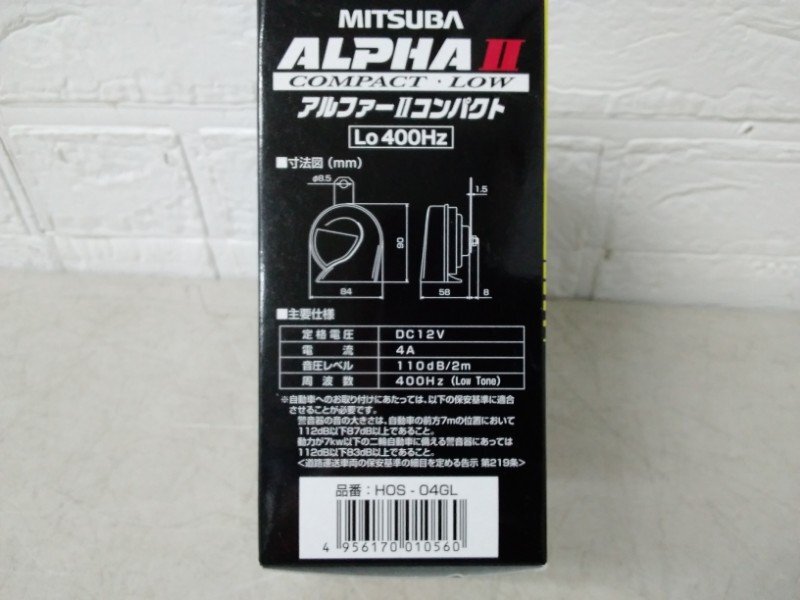 MITSUBA
ALPHA II
COMPACT・LOW
アルファーIIコンパクト
Lo 400Hz
■寸法図(mm)
φ8.5
1.5
90
84
58
8
■主要仕様
定格電圧 DC12V
電流 4A
音圧レベル 110dB/2m
周波数 400Hz (Low Tone)
※自動車へのお取り付けにあたっては、以下の保安基準に適合
させることが必要です。
警音器の音の大きさは、自動車の前方7mの位置において
112dB以下87dB以上であること。
動力が7kw以下の二輪自動車に備える警音器にあっては
112dB以下83dB以上であること。
<道路運送車両の保安基準の細目を定める告示 第219条>
品番：HOS-04GL
4 956170 010560